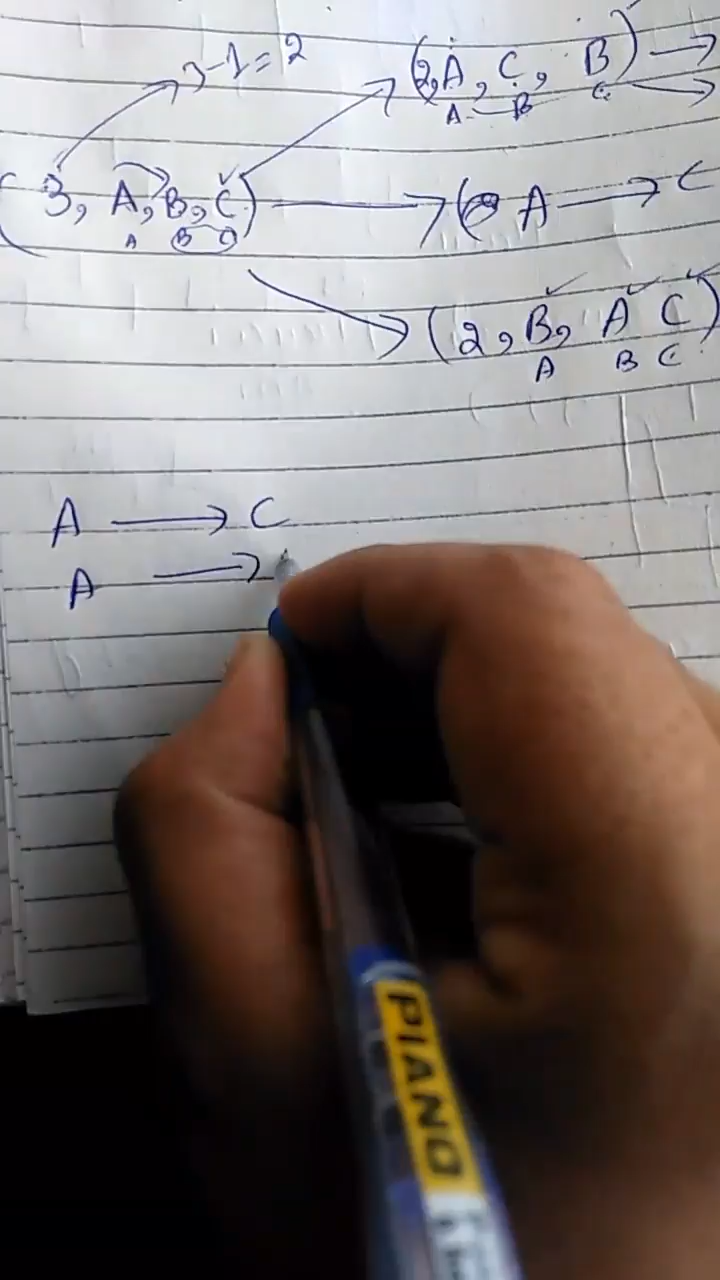 3-1=2
(2, A, C, B) →
A — B C →
(3, A, B, C) → ( A → C
A B C
(2, B, A C)
A B C
A → C
A →
PIANO